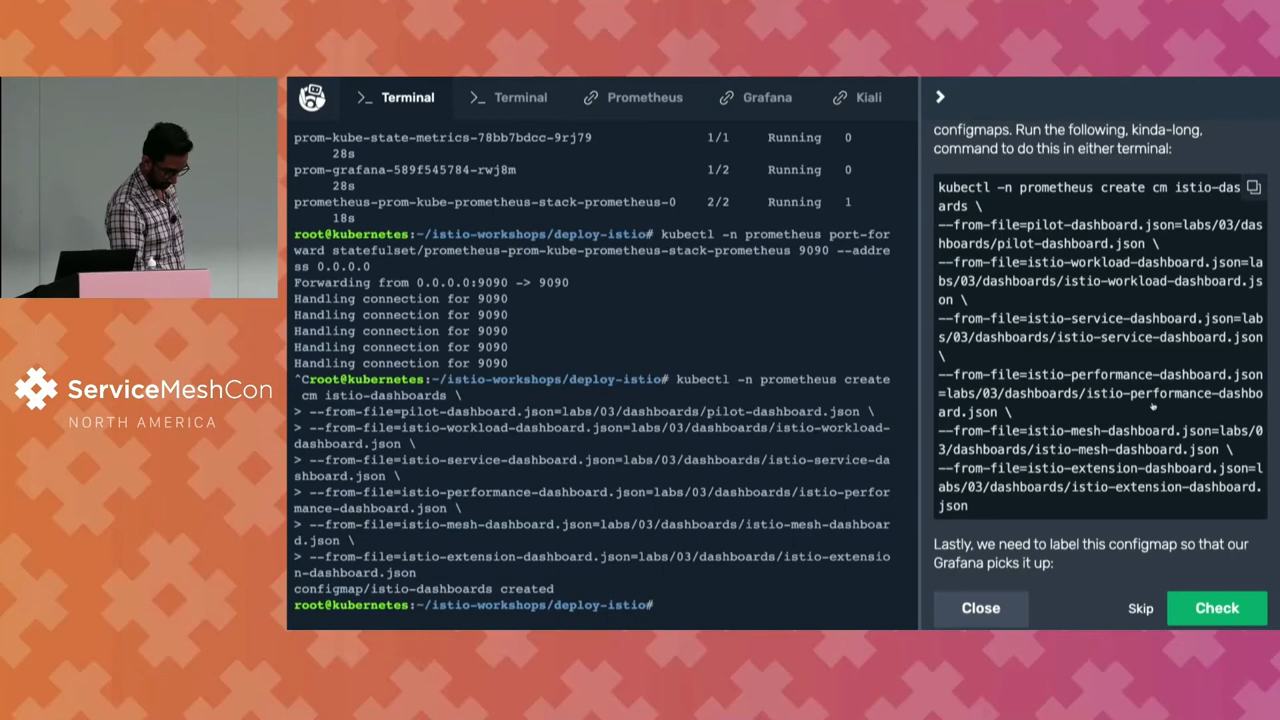 >_ Terminal
>_ Terminal
Prometheus
Grafana
Kiali
prom-kube-state-metrics-78bb7bdcc-9rj79 1/1 Running 0
28s
prom-grafana-589f545784-rwj8m 1/2 Running 0
28s
prometheus-prom-kube-prometheus-stack-prometheus-0 2/2 Running 1
18s
root@kubernetes:~/istio-workshops/deploy-istio# kubectl -n prometheus port-for
ward statefulset/prometheus-prom-kube-prometheus-stack-prometheus 9090 --addre
ss 0.0.0.0
Forwarding from 0.0.0.0:9090 -> 9090
Handling connection for 9090
Handling connection for 9090
Handling connection for 9090
Handling connection for 9090
Handling connection for 9090
^Croot@kubernetes:~/istio-workshops/deploy-istio# kubectl -n prometheus create
cm istio-dashboards \
> --from-file=pilot-dashboard.json=labs/03/dashboards/pilot-dashboard.json \
> --from-file=istio-workload-dashboard.json=labs/03/dashboards/istio-workload-
dashboard.json \
> --from-file=istio-service-dashboard.json=labs/03/dashboards/istio-service-da
shboard.json \
> --from-file=istio-performance-dashboard.json=labs/03/dashboards/istio-perfor
mance-dashboard.json \
> --from-file=istio-mesh-dashboard.json=labs/03/dashboards/istio-mesh-dashboar
d.json \
> --from-file=istio-extension-dashboard.json=labs/03/dashboards/istio-extensio
n-dashboard.json
configmap/istio-dashboards created
root@kubernetes:~/istio-workshops/deploy-istio#
configmaps. Run the following, kinda-long,
command to do this in either terminal:
kubectl -n prometheus create cm istio-das
ards \
--from-file=pilot-dashboard.json=labs/03/das
hboards/pilot-dashboard.json \
--from-file=istio-workload-dashboard.json=la
bs/03/dashboards/istio-workload-dashboard.js
on \
--from-file=istio-service-dashboard.json=lab
s/03/dashboards/istio-service-dashboard.json
\
--from-file=istio-performance-dashboard.json
=labs/03/dashboards/istio-performance-dashbo
ard.json \
--from-file=istio-mesh-dashboard.json=labs/0
3/dashboards/istio-mesh-dashboard.json \
--from-file=istio-extension-dashboard.json=l
abs/03/dashboards/istio-extension-dashboard.
json
Lastly, we need to label this configmap so that our
Grafana picks it up:
Close
Skip
Check
ServiceMeshCon
NORTH AMERICA